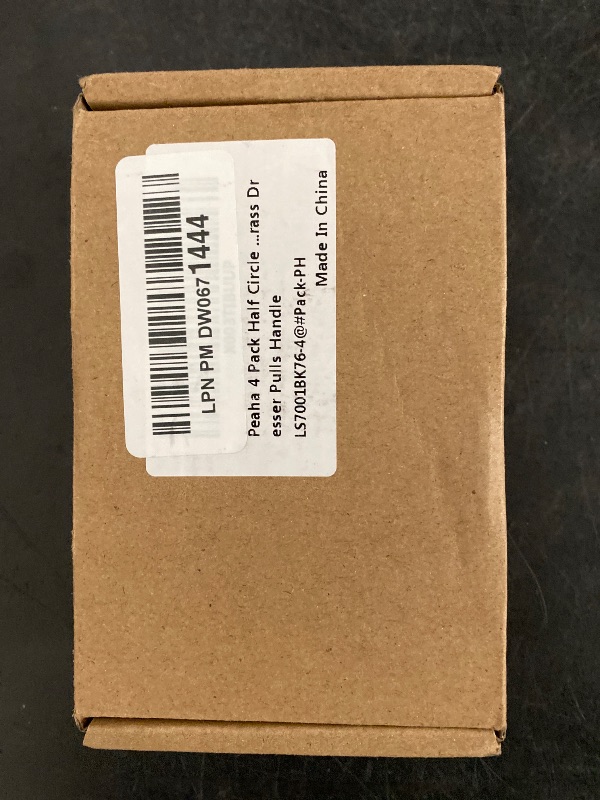 LPN PM DW0671444
Peaha 4 Pack Half Circle ...rass Dr
esser Pulls Handle
LS7001BK76-4@#Pack-PH
Made In China